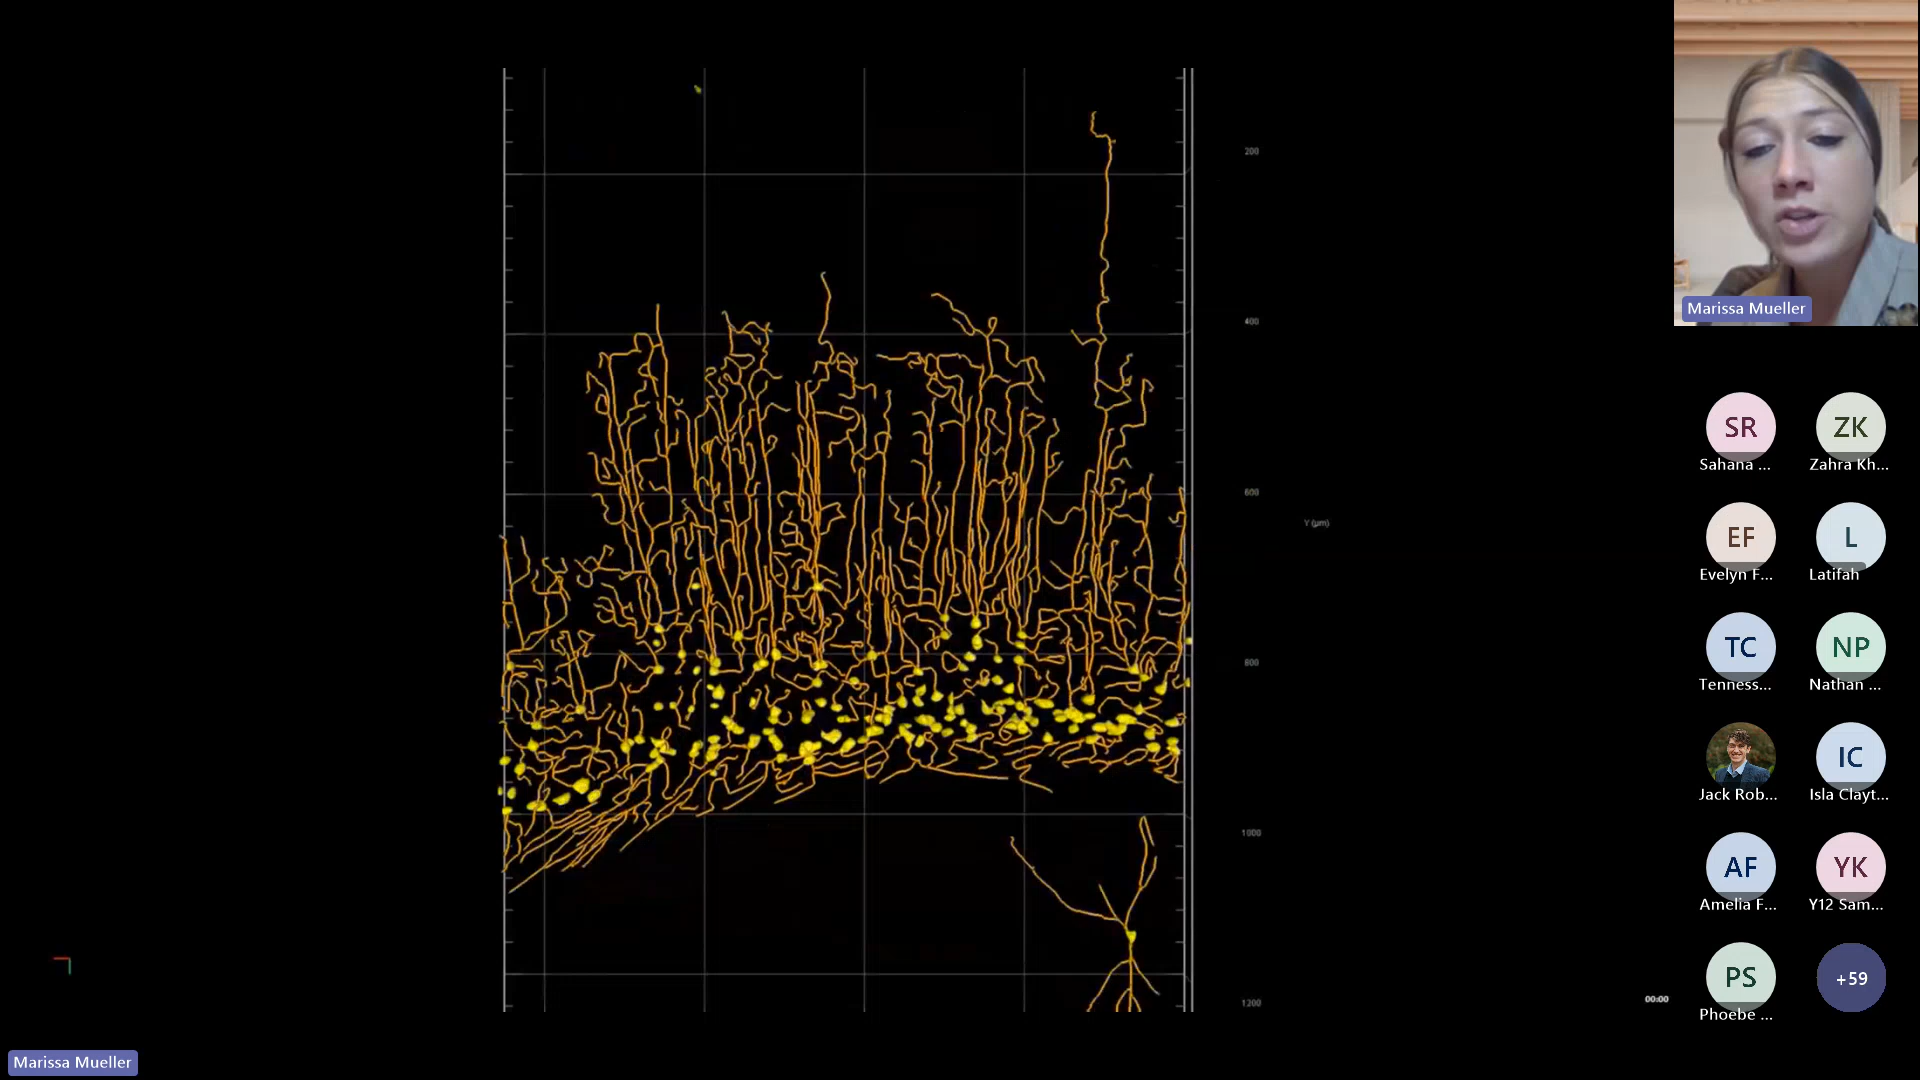 200
400
600
Y (µm)
800
1000
1200
00:00
Marissa Mueller
Marissa Mueller
SR
Sahana ...
ZK
Zahra Kh...
EF
Evelyn F...
L
Latifah
TC
Tenness...
NP
Nathan ...
Jack Rob...
IC
Isla Clayt...
AF
Amelia F...
YK
Y12 Sam...
PS
Phoebe ...
+59